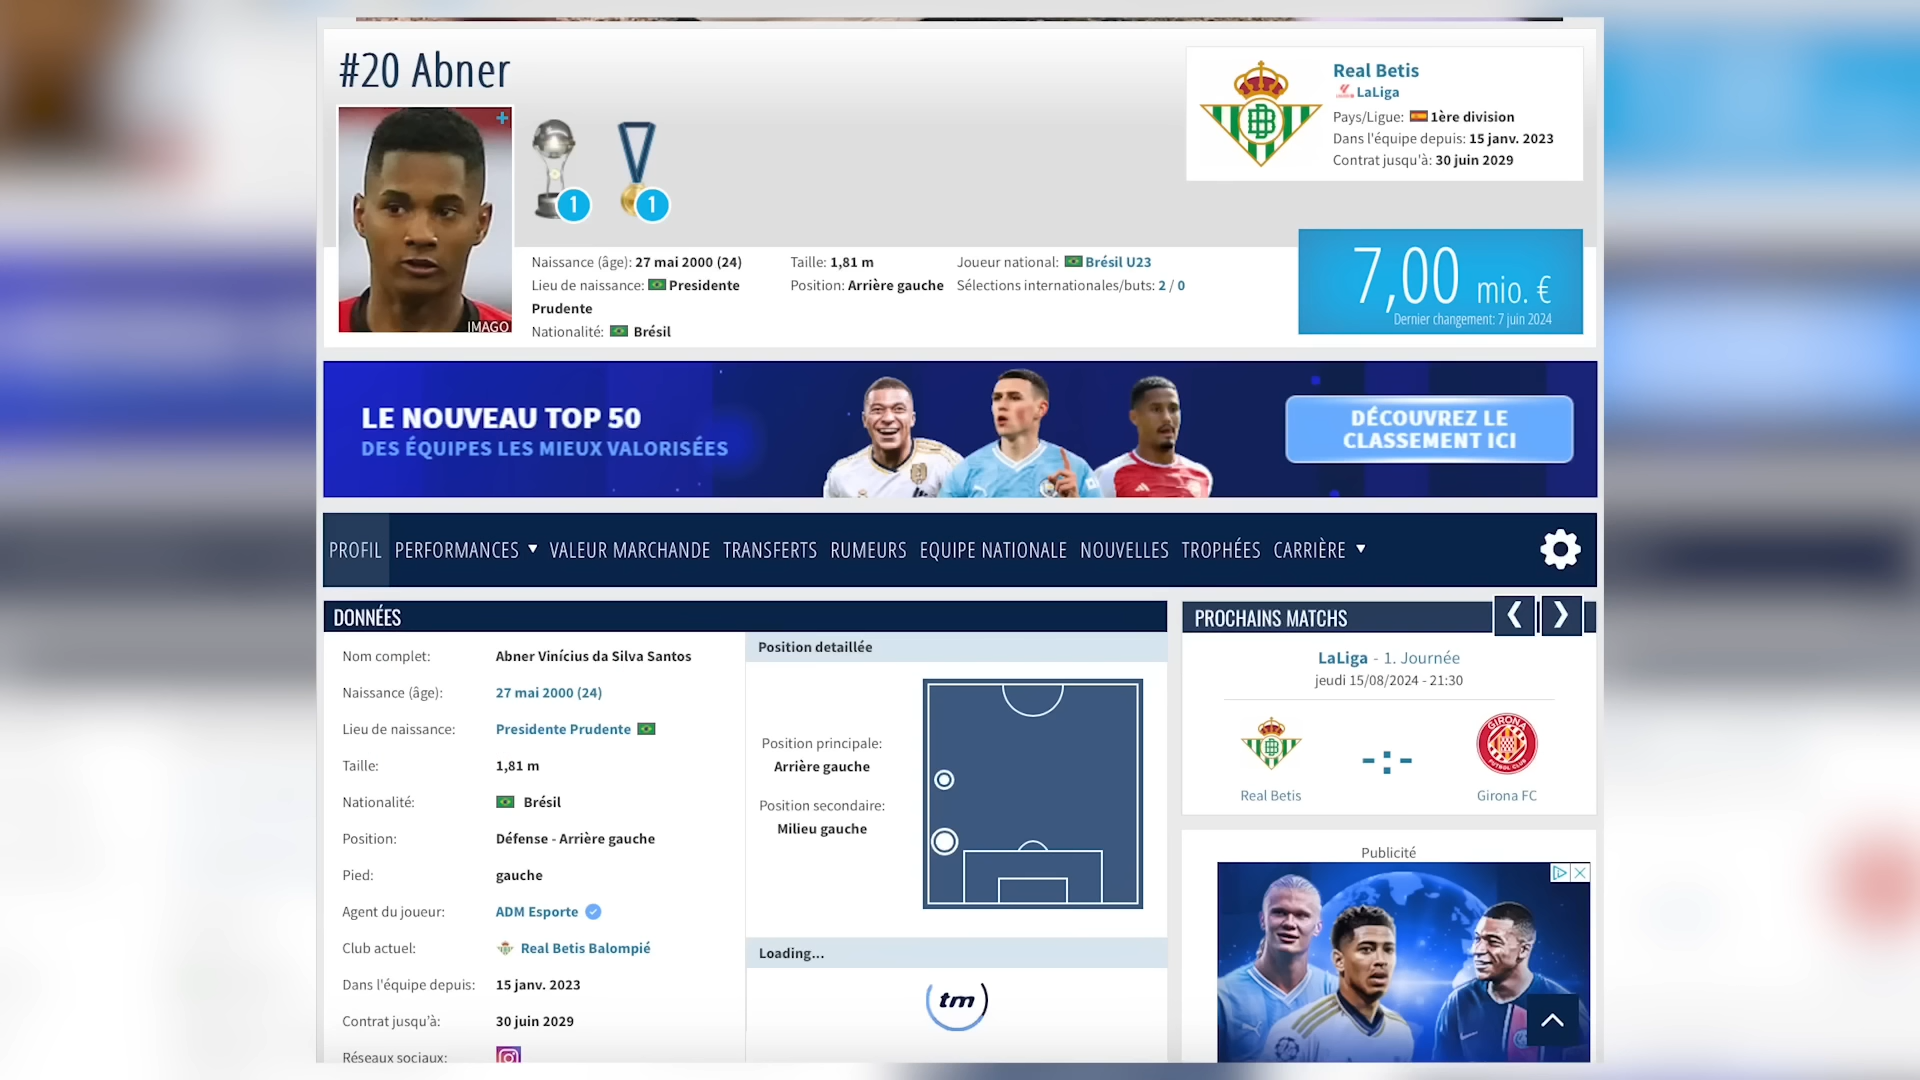 #20 Abner
IMAGO
1
1
Real Betis
LaLiga
Pays/Ligue: 1ère division
Dans l'équipe depuis: 15 janv. 2023
Contrat jusqu'à: 30 juin 2029
Naissance (âge): 27 mai 2000 (24)
Lieu de naissance: Presidente
Prudente
Nationalité: Brésil
Taille: 1,81 m
Position: Arrière gauche
Joueur national: Brésil U23
Sélections internationales/buts: 2 / 0
7,00 mio. €
Dernier changement: 7 juin 2024
LE NOUVEAU TOP 50
DES ÉQUIPES LES MIEUX VALORISÉES
DÉCOUVREZ LE
CLASSEMENT ICI
PROFIL PERFORMANCES VALEUR MARCHANDE TRANSFERTS RUMEURS EQUIPE NATIONALE NOUVELLES TROPHÉES CARRIÈRE
DONNÉES
Nom complet: Abner Vinícius da Silva Santos
Naissance (âge): 27 mai 2000 (24)
Lieu de naissance: Presidente Prudente
Taille: 1,81 m
Nationalité: Brésil
Position: Défense - Arrière gauche
Pied: gauche
Agent du joueur: ADM Esporte
Club actuel: Real Betis Balompié
Dans l'équipe depuis: 15 janv. 2023
Contrat jusqu'à: 30 juin 2029
Réseaux sociaux:
Position detaillée
Position principale:
Arrière gauche
Position secondaire:
Milieu gauche
Loading...
tm
PROCHAINS MATCHS
LaLiga - 1. Journée
jeudi 15/08/2024 - 21:30
-:-
GIRONA
FUTBOL CLUB
Real Betis
Girona FC
Publicité